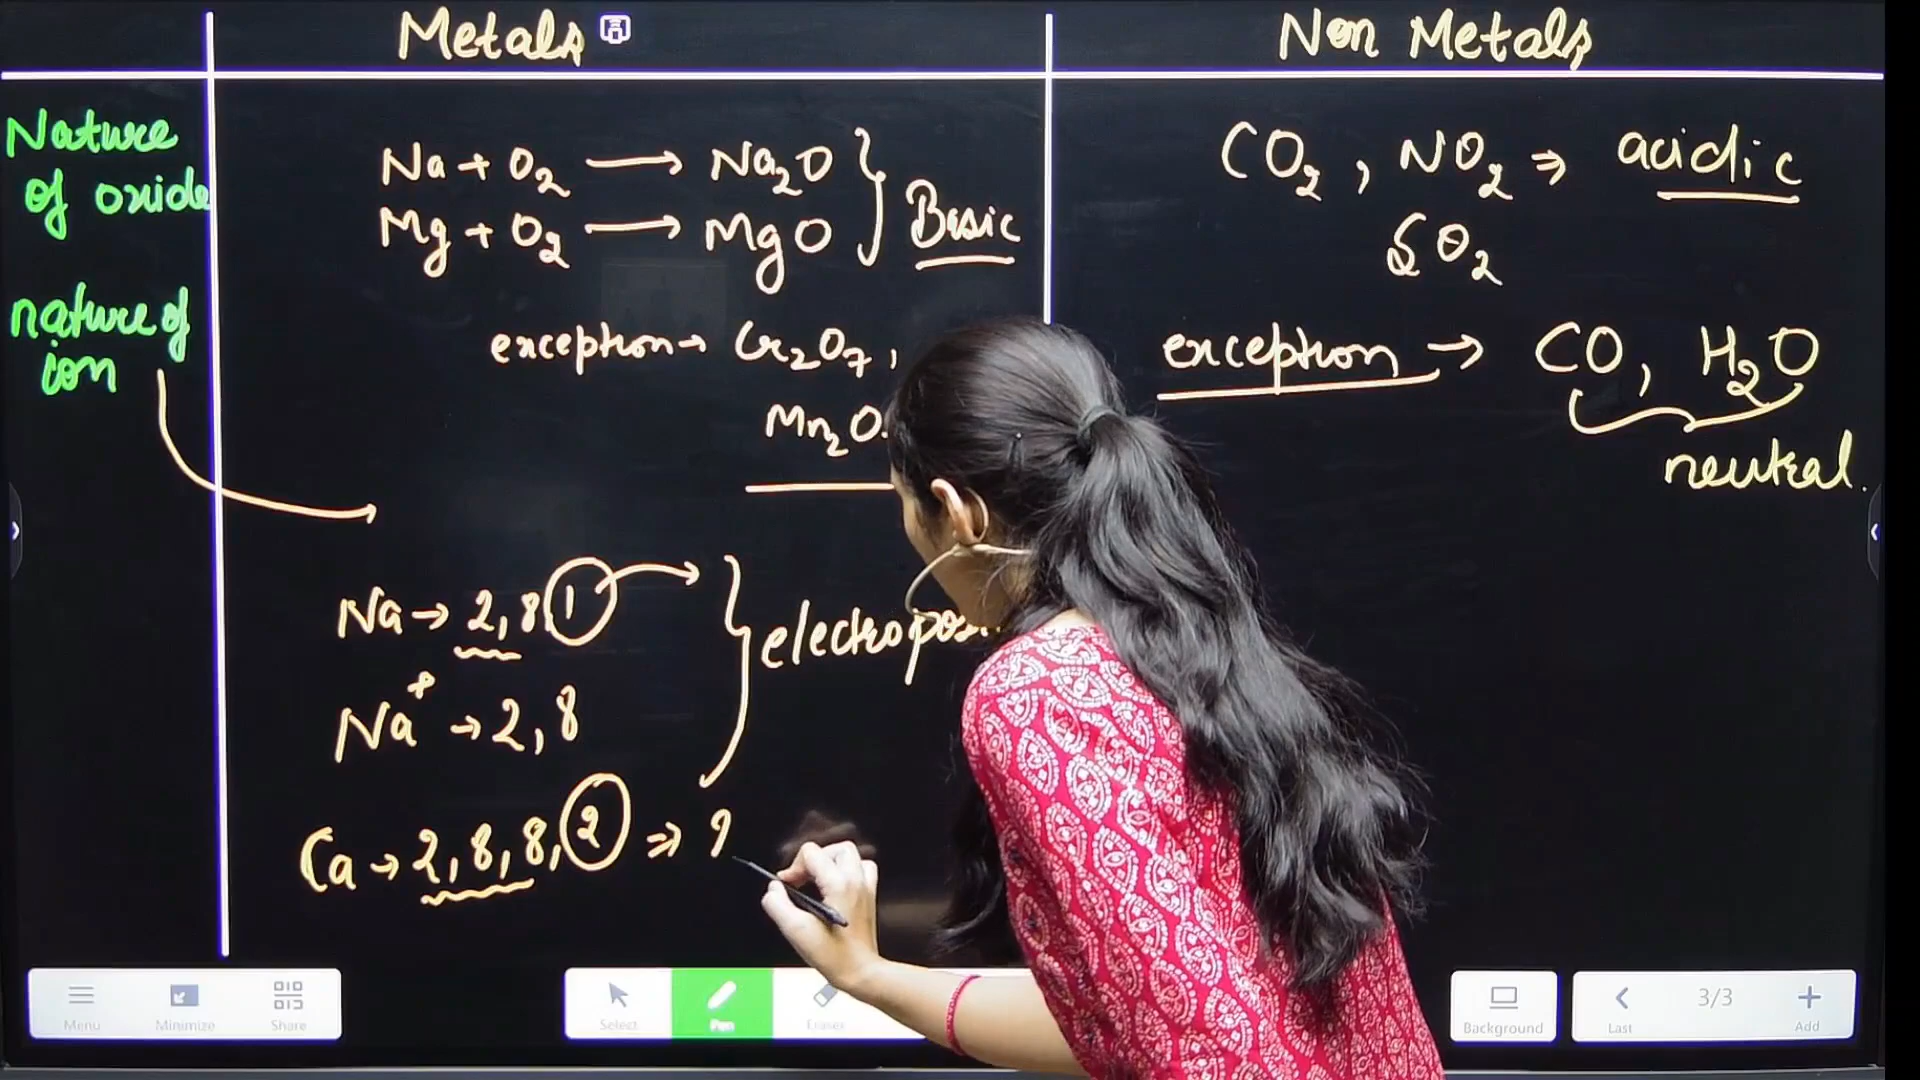 Metals
Non Metals
Nature
of oxide
Na + O2 → Na2O
Mg + O2 → MgO
Basic
CO2, NO2 ⇒ acidic
SO2
nature of
ion
exception → Cr2O7,
Mn2O
exception → CO, H2O
neutral.
Na → 2,8 1 →
electroposi
Na+ → 2,8
Ca → 2,8,8,2 ⇒
Menu
Minimize
Share
Select
Pen
Eraser
Background
Last
3/3
Add